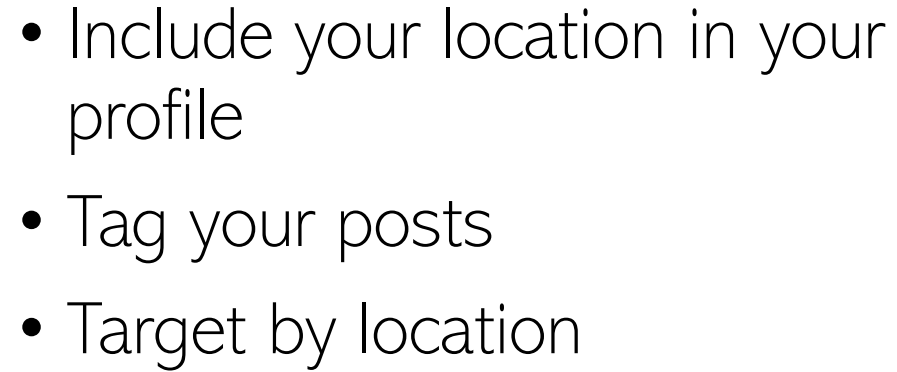 • Include your location in your
profile
• Tag your posts
• Target by location